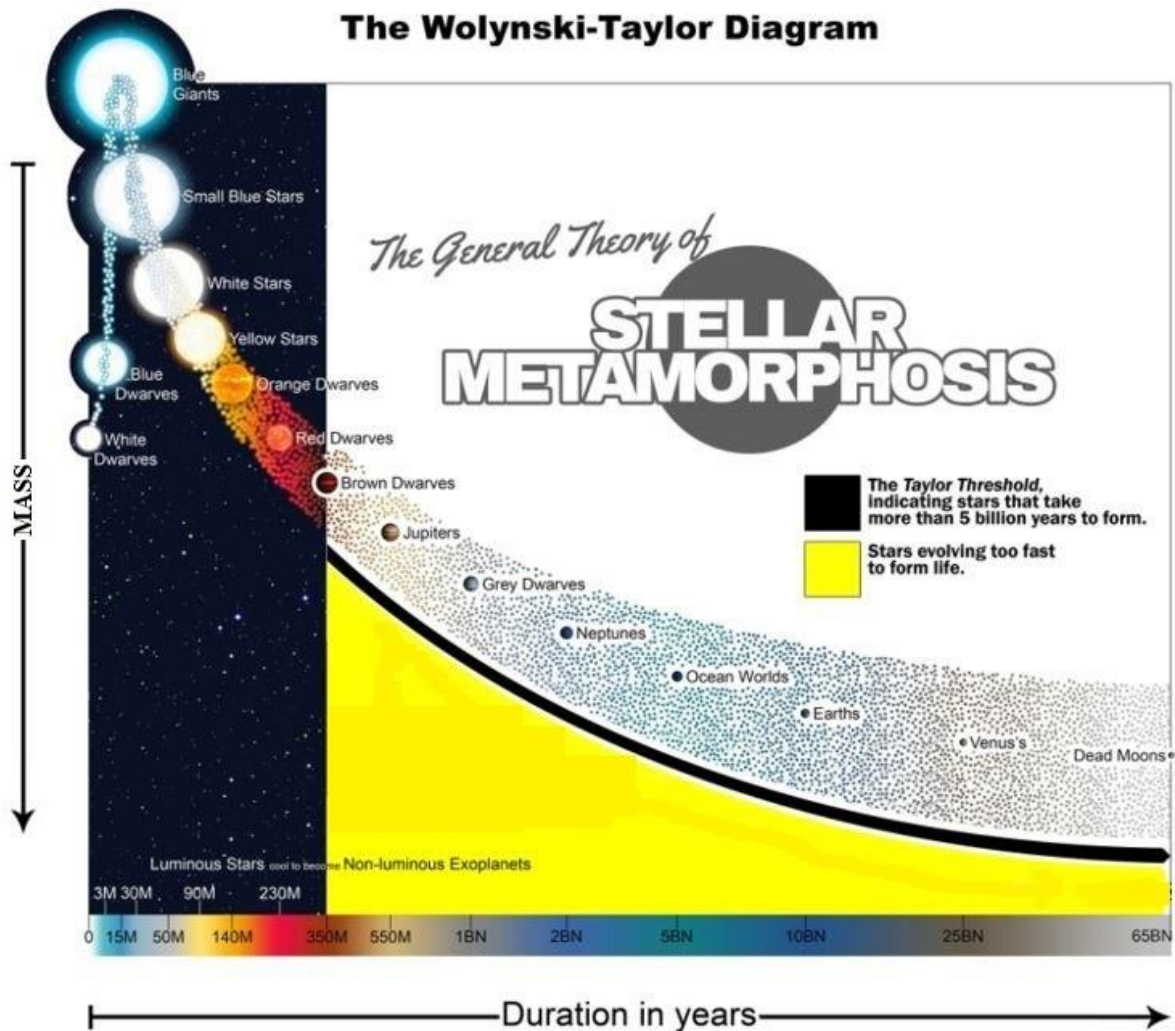 The Wolynski-Taylor Diagram
Blue
Giants
Small Blue Stars
The General Theory of
STELLAR
METAMORPHOSIS
White Stars
Yellow Stars
Blue
Dwarves
Orange Dwarves
White
Dwarves
Red Dwarves
Brown Dwarves
MASS
The Taylor Threshold,
indicating stars that take
more than 5 billion years to form.
Jupiters
Stars evolving too fast
to form life.
Grey Dwarves
Neptunes
Ocean Worlds
Earths
Venus's
Dead Moons
Luminous Stars cool to become Non-luminous Exoplanets
3M 30M 90M 230M
0 15M 50M 140M 350M 550M 1BN 2BN 5BN 10BN 25BN 65BN
Duration in years